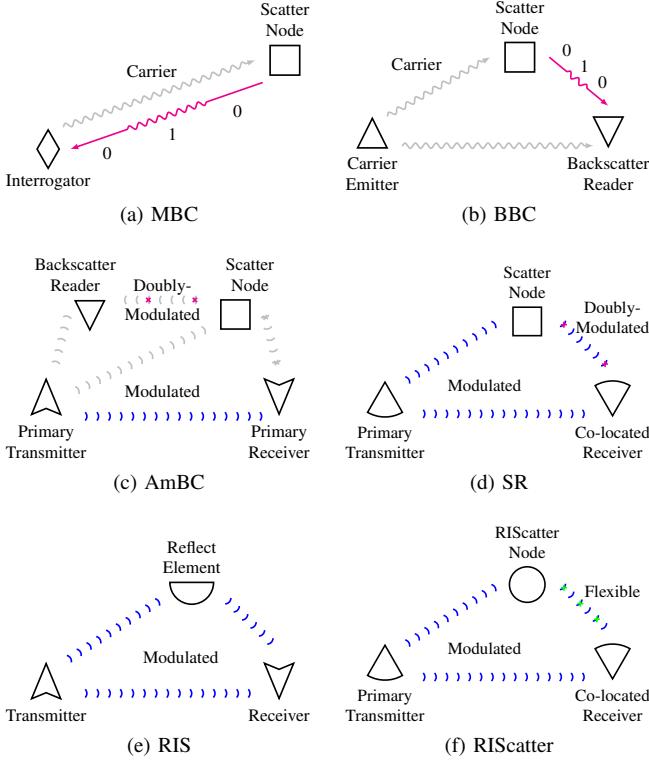 Scatter
Node
Carrier
0
1
0
Interrogator
(a) MBC
Scatter
Node
0
1
0
Carrier
Carrier
Emitter
Backscatter
Reader
(b) BBC
Backscatter
Reader
Doubly-
Modulated
Scatter
Node
Modulated
Primary
Transmitter
Primary
Receiver
(c) AmBC
Scatter
Node
Doubly-
Modulated
Modulated
Primary
Transmitter
Co-located
Receiver
(d) SR
Reflect
Element
Modulated
Transmitter
Receiver
(e) RIS
RIScatter
Node
Flexible
Modulated
Primary
Transmitter
Co-located
Receiver
(f) RIScatter